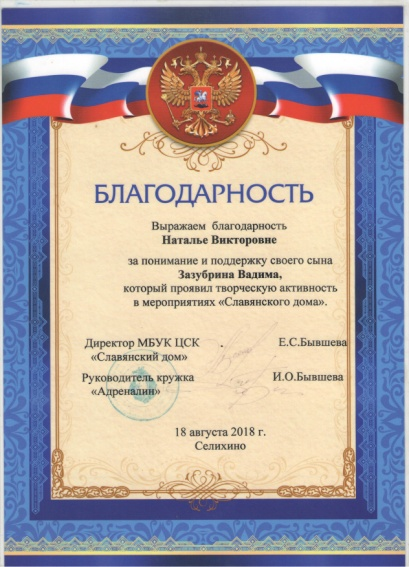 БЛАГОДАРНОСТЬ
Выражаем благодарность
Наталье Викторовне
за понимание и поддержку своего сына
Зазубрина Вадима,
который проявил творческую активность
в мероприятиях «Славянского дома».
Директор МБУК ЦСК . Е.С.Бывшева
«Славянский дом»
Руководитель кружка И.О.Бывшева
«Адреналин»
18 августа 2018 г.
Селихино